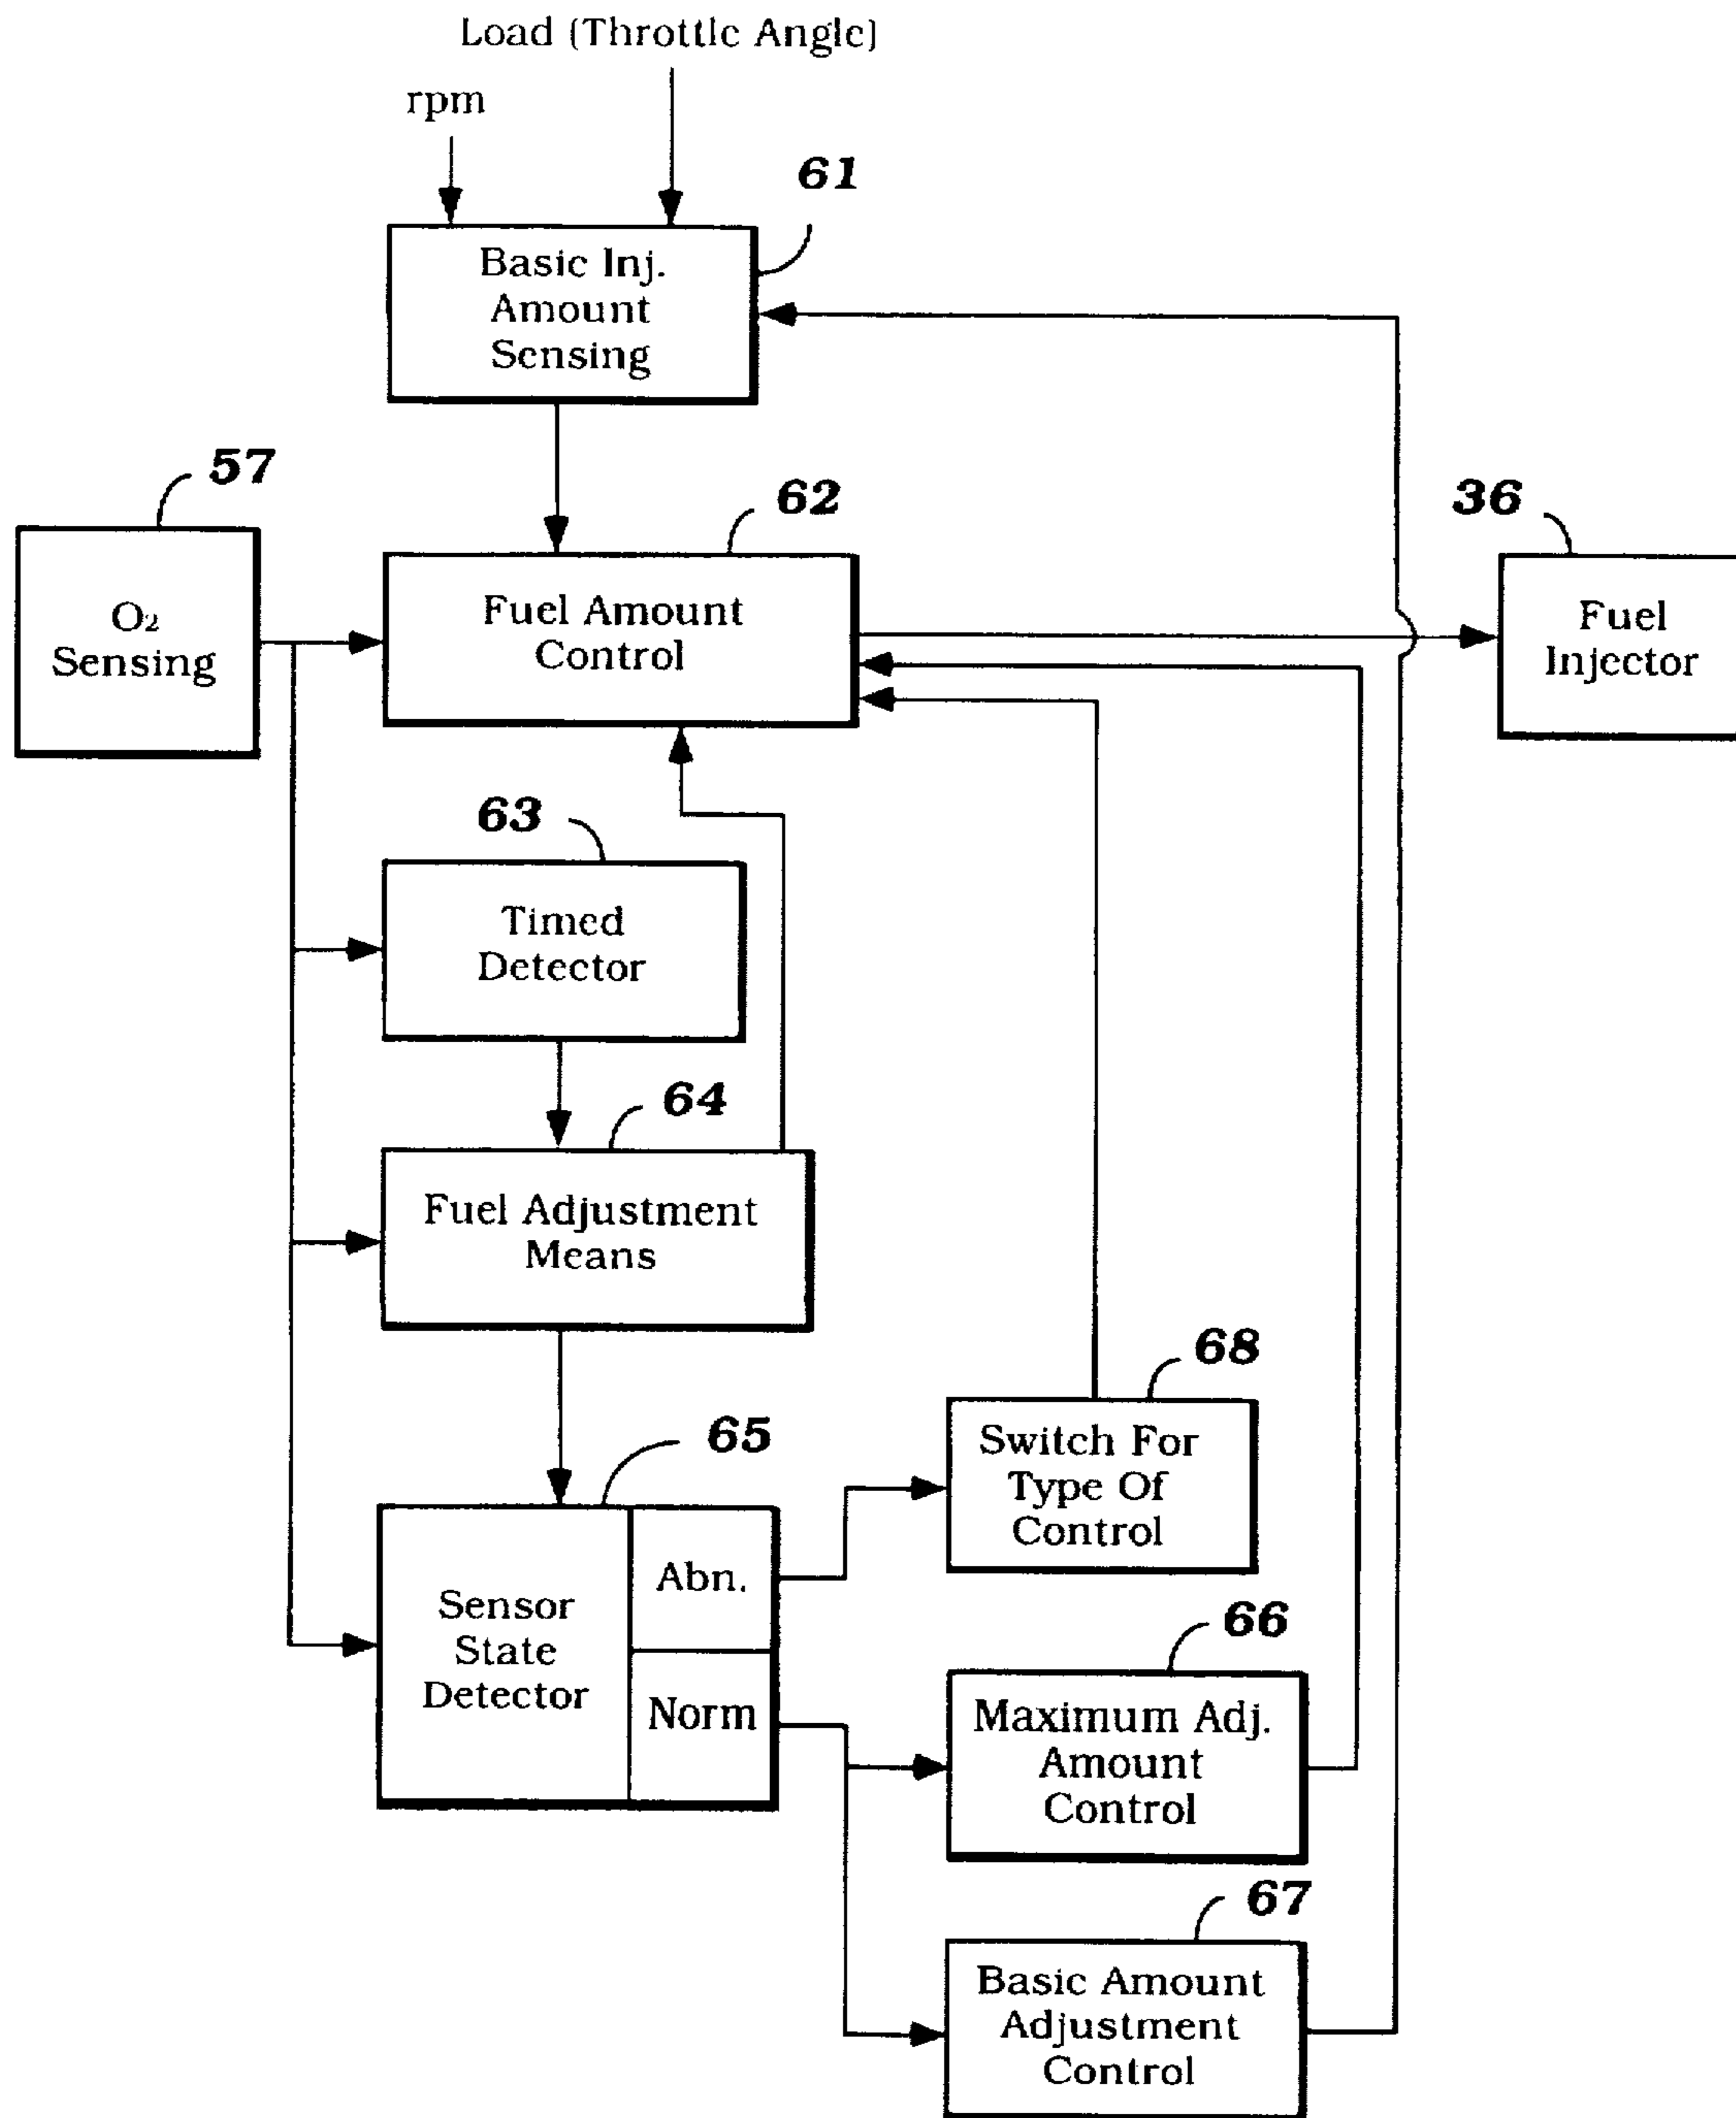 Load (Throttle Angle)
rpm
61
Basic Inj.
Amount
Sensing
57
62
36
O₂
Sensing
Fuel Amount
Control
Fuel
Injector
63
Timed
Detector
64
Fuel Adjustment
Means
68
Switch For
Type Of
Control
65
Sensor
State
Detector
Abn.
Norm
66
Maximum Adj.
Amount
Control
67
Basic Amount
Adjustment
Control